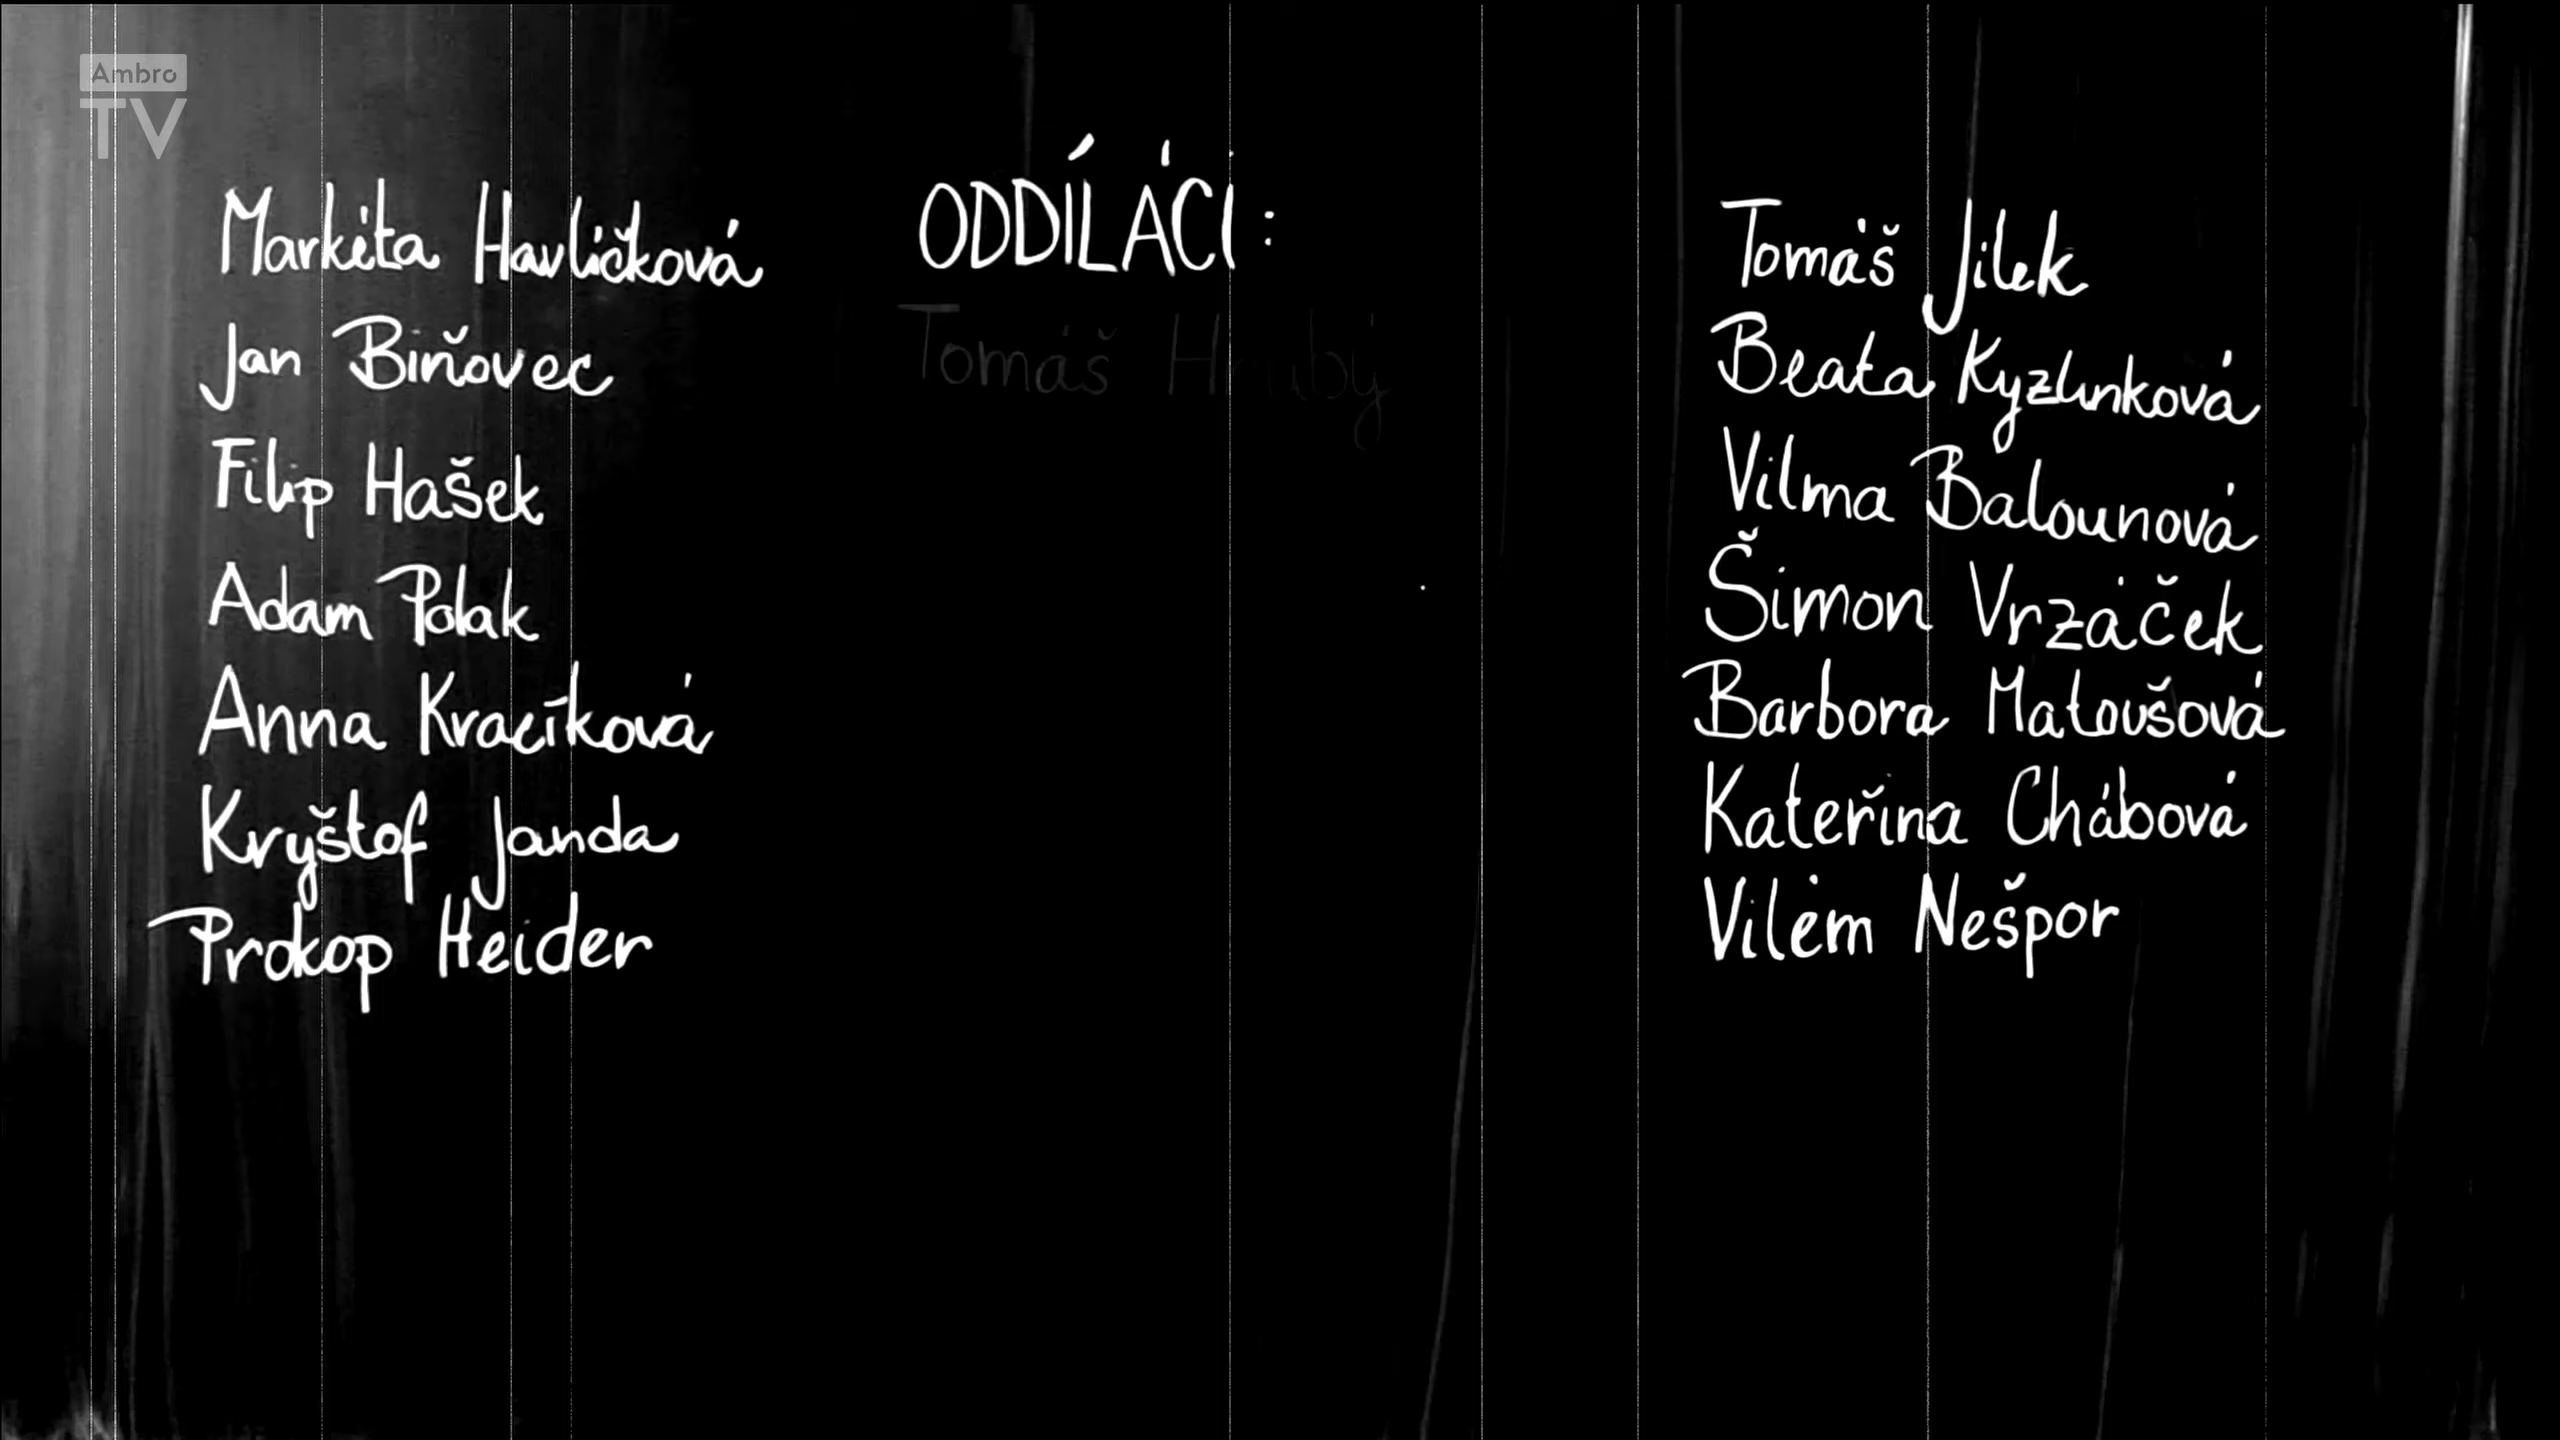 Ambro
TV
ODDÍLÁCI:
Markéta Havlíčková
Jan Biňovec
Filip Hašek
Adam Polak
Anna Kracíková
Kryštof Janda
Prokop Heider
Tomáš Hrubý
Tomáš Jílek
Beata Kyzlinková
Vilma Balounová
Šimon Vrzáček
Barbora Matoušová
Kateřina Chábová
Vilém Nešpor